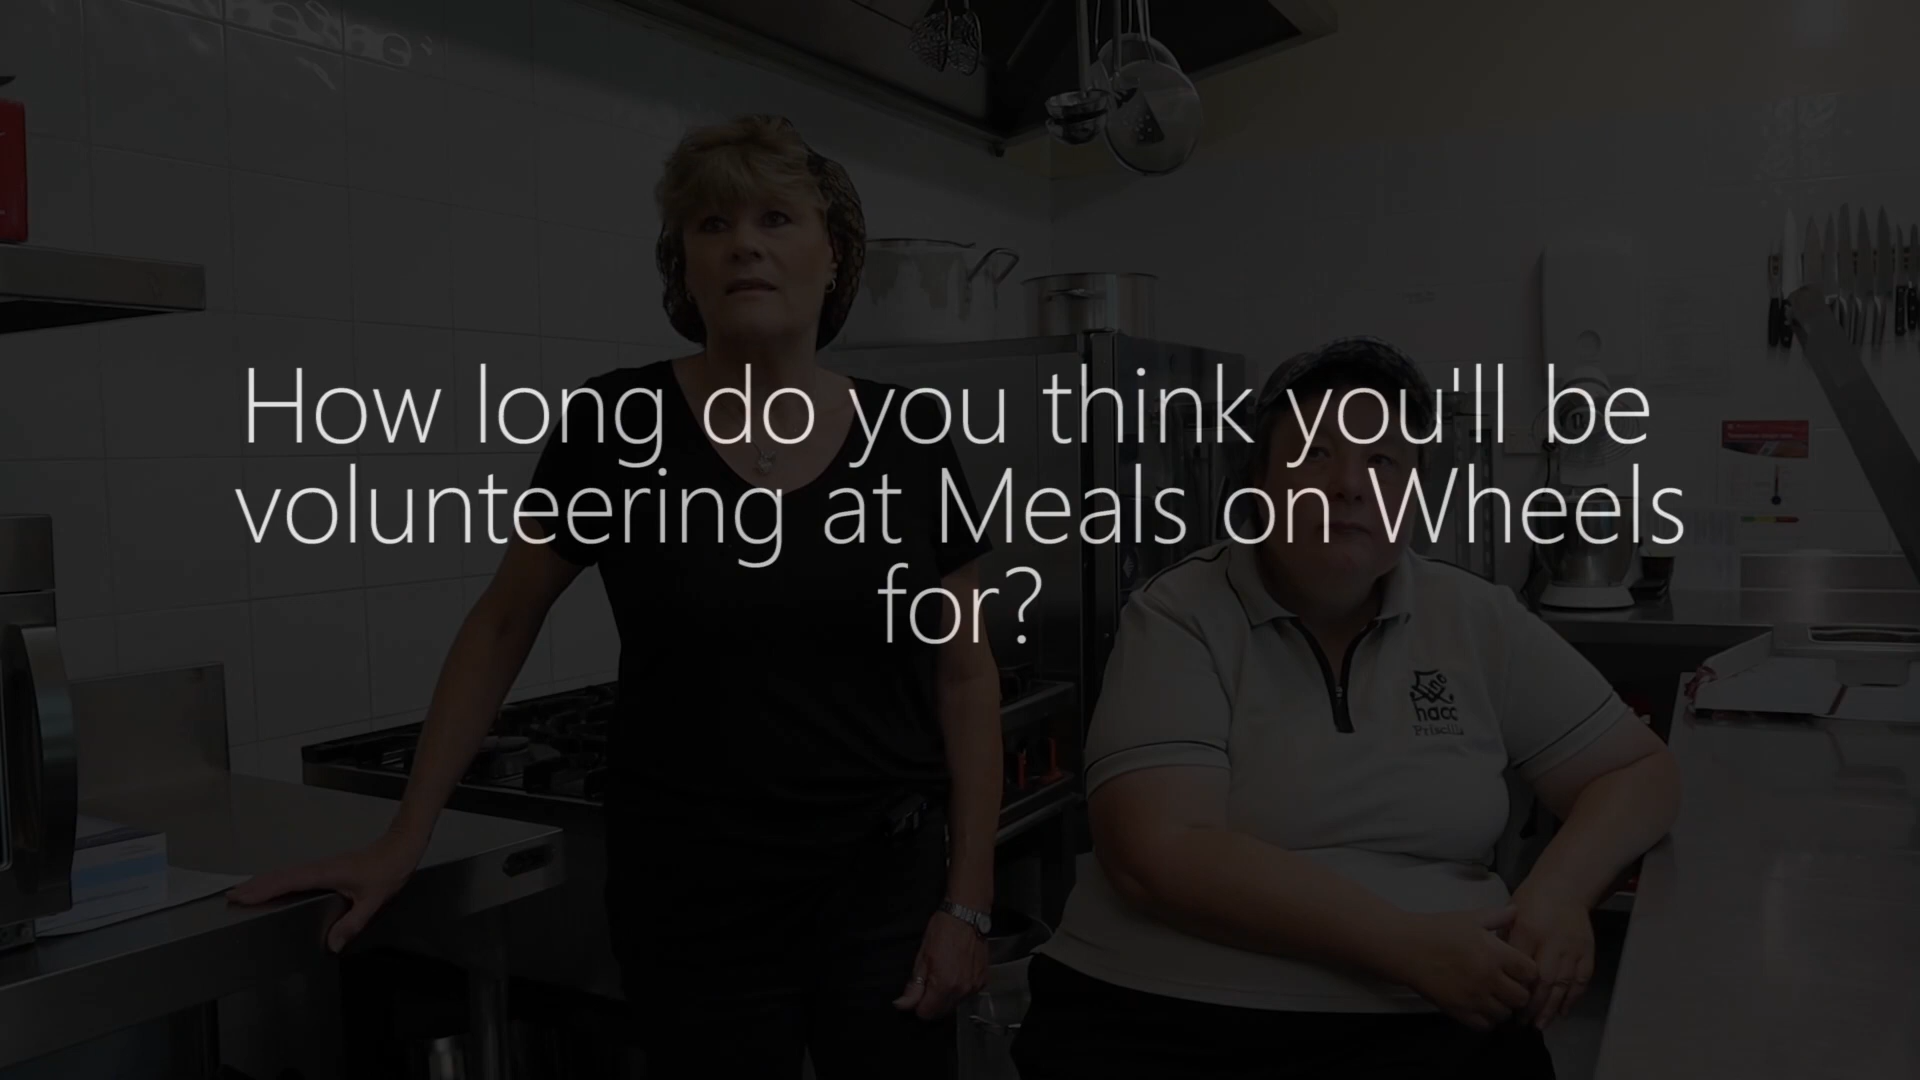 How long do you think you'll be
volunteering at Meals on Wheels
for?
hacc
Priscilla